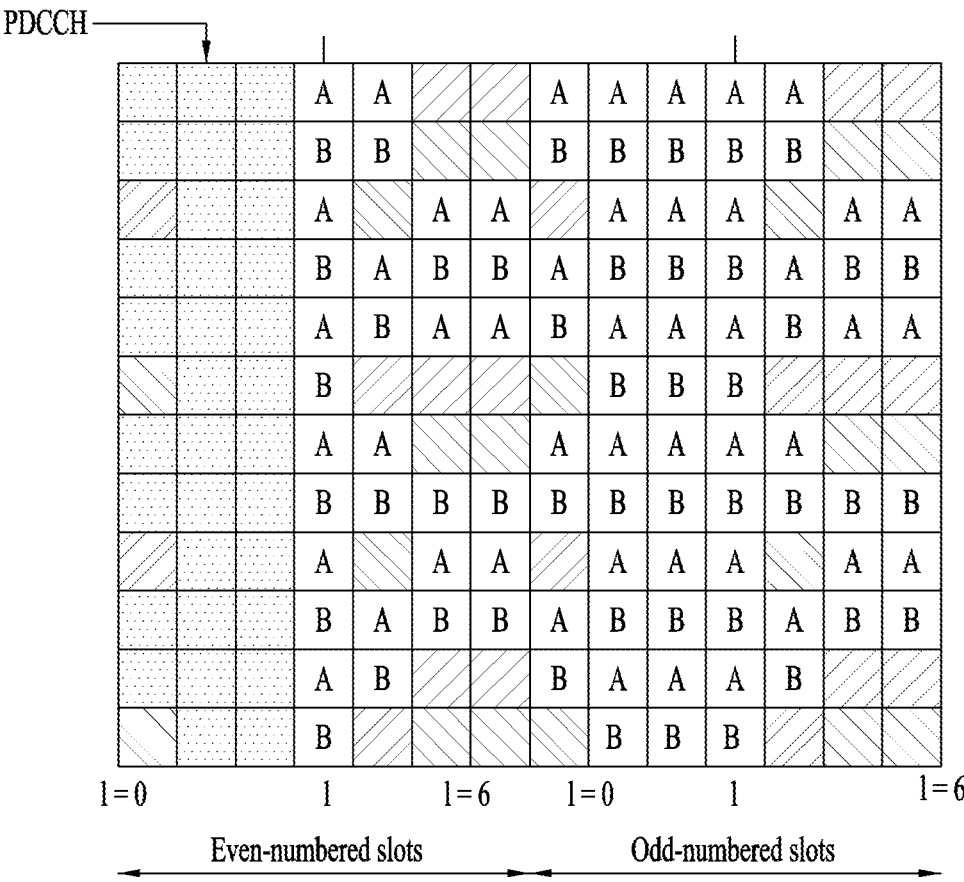 PDCCH
A A A A A A A
B B B B B B B
A A A A A A A A
B A B B A B B B A B B
A B A A B A A A B A A
B B B B
A A A A A A A
B B B B B B B B B B B
A A A A A A A A
B A B B A B B B A B B
A B B A A A B
B B B B
l=0 l l=6 l=0 l l=6
Even-numbered slots Odd-numbered slots